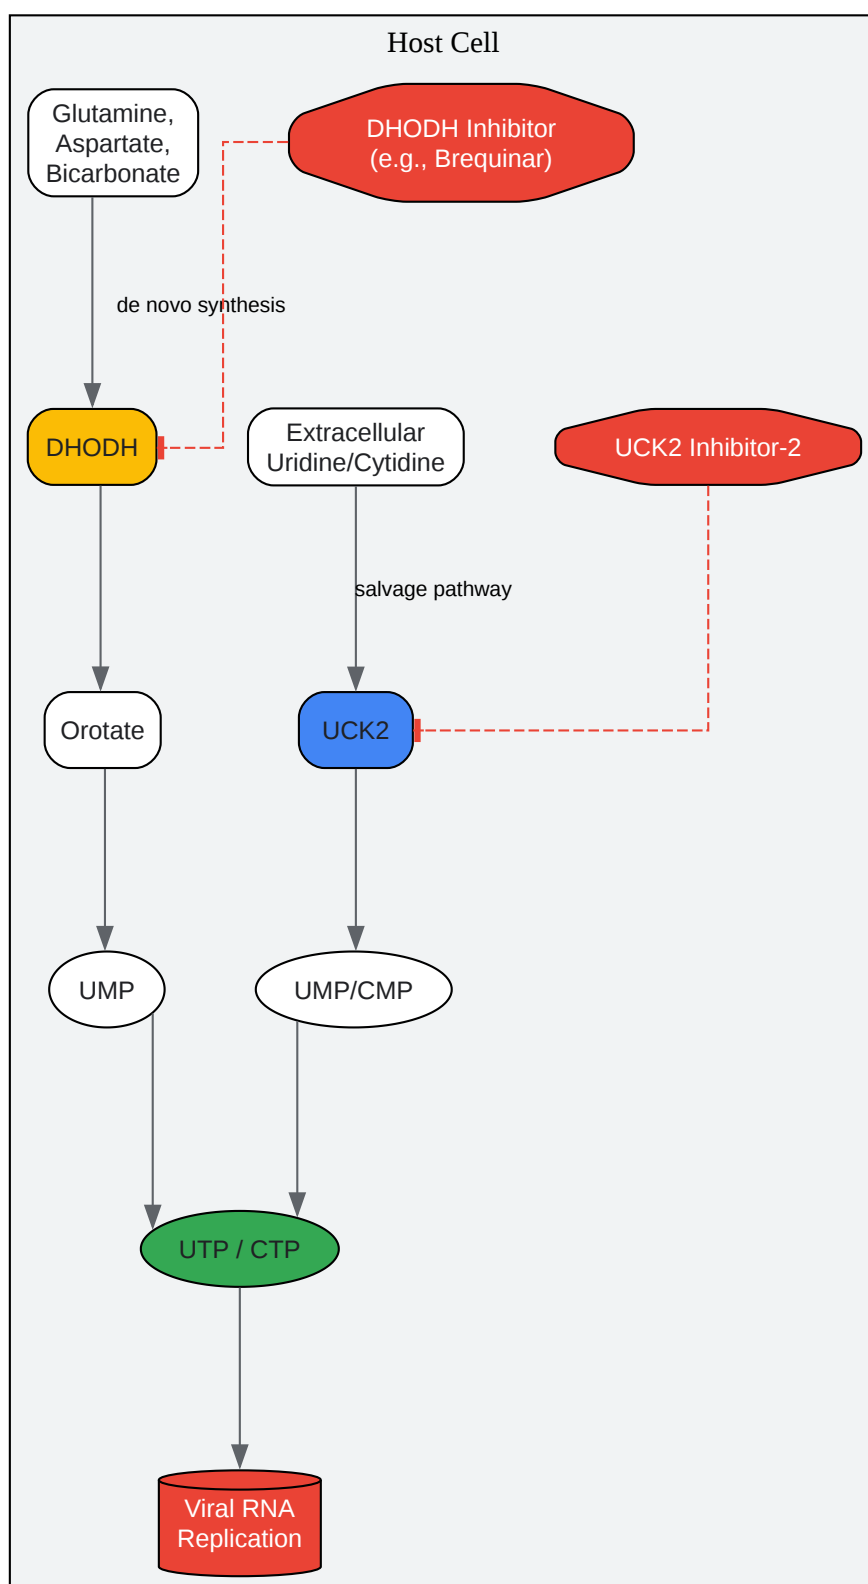 Host Cell
Glutamine,
Aspartate,
Bicarbonate
DHODH Inhibitor
(e.g., Brequinar)
de novo synthesis
DHODH
Extracellular
Uridine/Cytidine
UCK2 Inhibitor-2
salvage pathway
Orotate
UCK2
UMP
UMP/CMP
UTP / CTP
Viral RNA
Replication